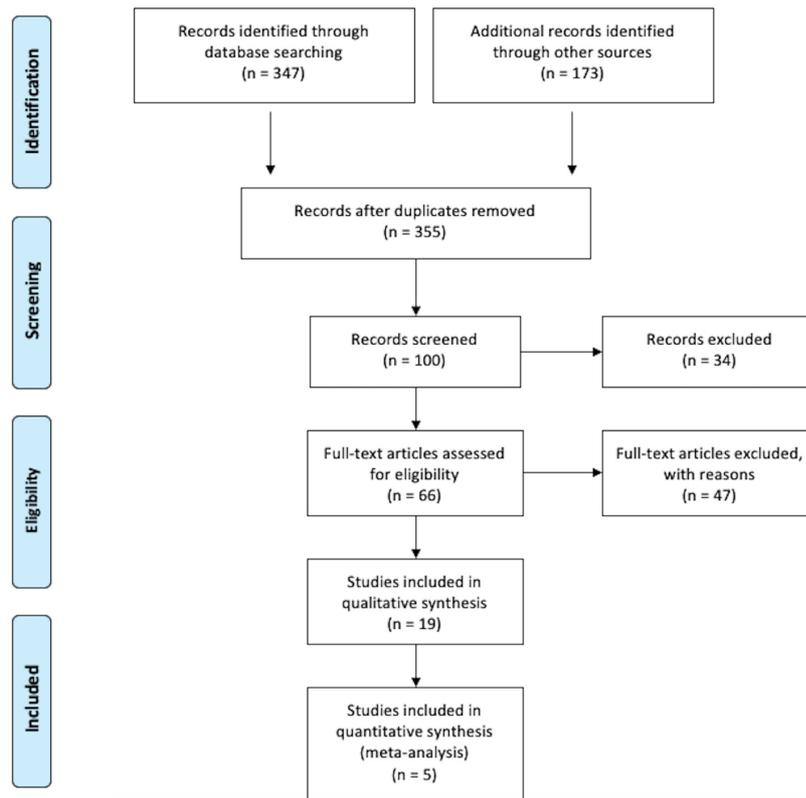 Identification
Records identified through
database searching
(n = 347)
Additional records identified
through other sources
(n = 173)
Records after duplicates removed
(n = 355)
Screening
Records screened
(n = 100)
Records excluded
(n = 34)
Eligibility
Full-text articles assessed
for eligibility
(n = 66)
Full-text articles excluded,
with reasons
(n = 47)
Studies included in
qualitative synthesis
(n = 19)
Included
Studies included in
quantitative synthesis
(meta-analysis)
(n = 5)